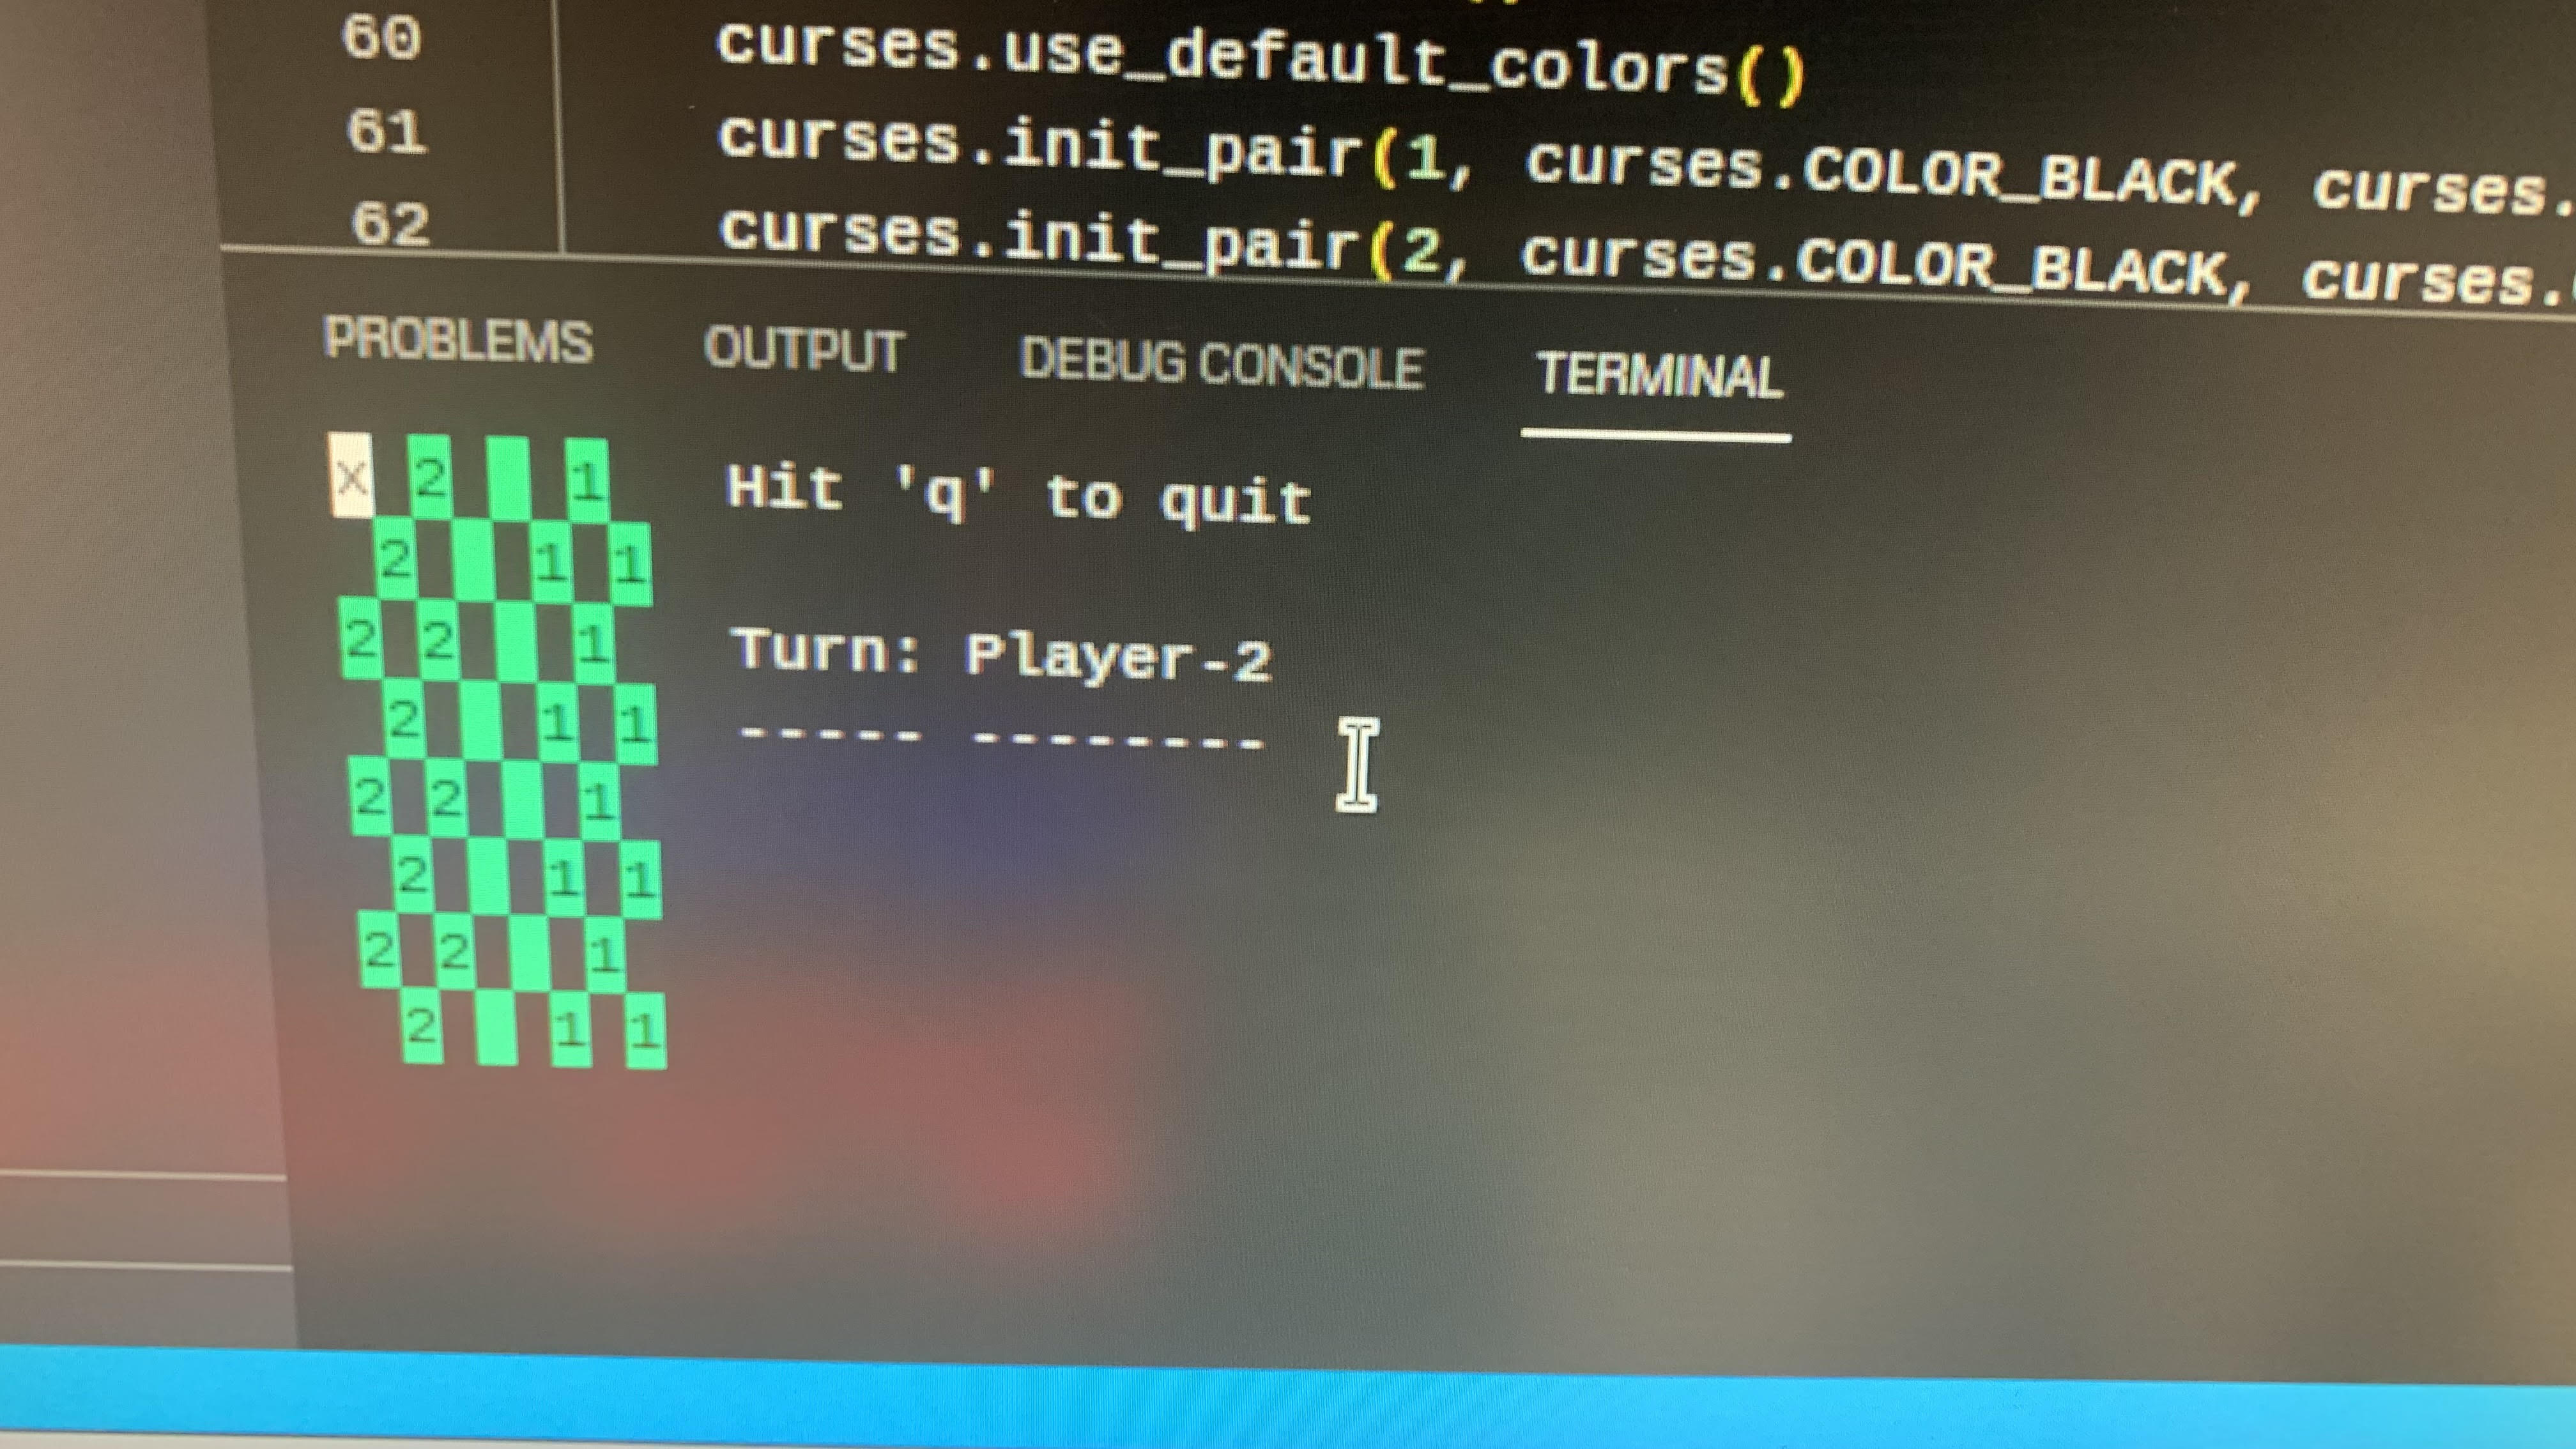 60 curses.use_default_colors()
61 curses.init_pair(1, curses.COLOR_BLACK, curses.
62 curses.init_pair(2, curses.COLOR_BLACK, curses.
PROBLEMS OUTPUT DEBUG CONSOLE TERMINAL
X 2 1 Hit 'q' to quit
2 1 1
2 2 1 Turn: Player-2
2 1 1 ----- --------
2 2 1
2 1 1
2 2 1
2 1 1